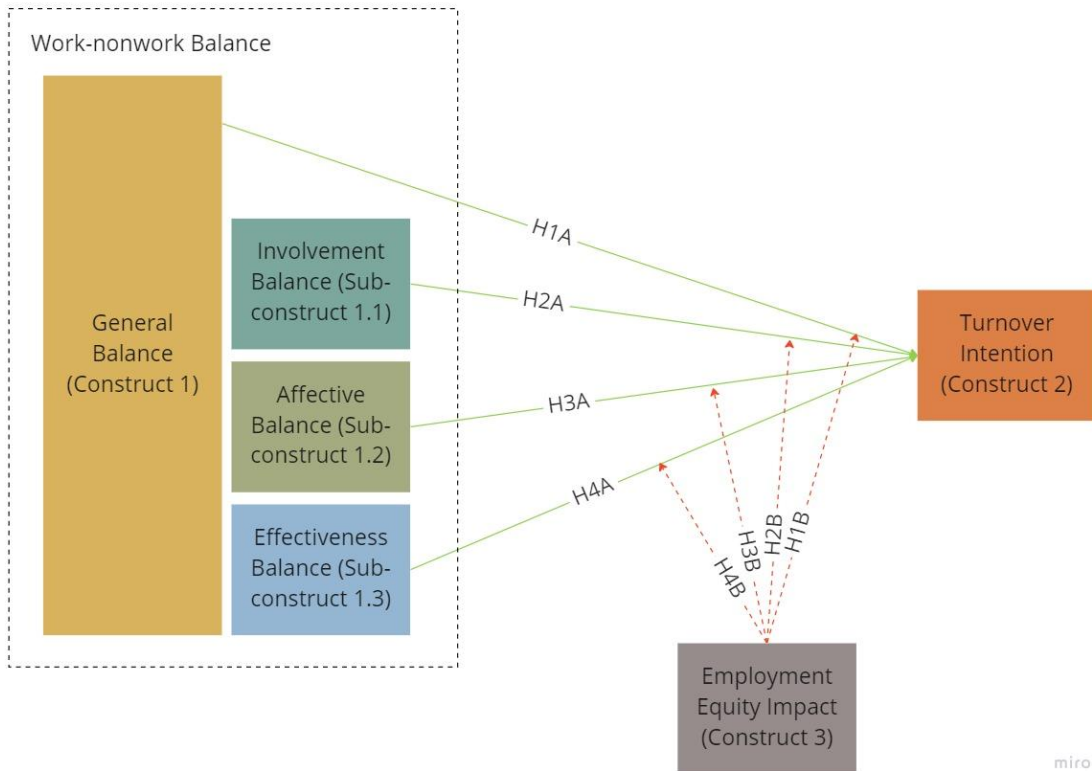 Work-nonwork Balance
General
Balance
(Construct 1)
Involvement
Balance (Sub-
construct 1.1)
Affective
Balance (Sub-
construct 1.2)
Effectiveness
Balance (Sub-
construct 1.3)
H1A
H2A
H3A
H4A
Turnover
Intention
(Construct 2)
H4B
H3B
H2B
H1B
Employment
Equity Impact
(Construct 3)
miro